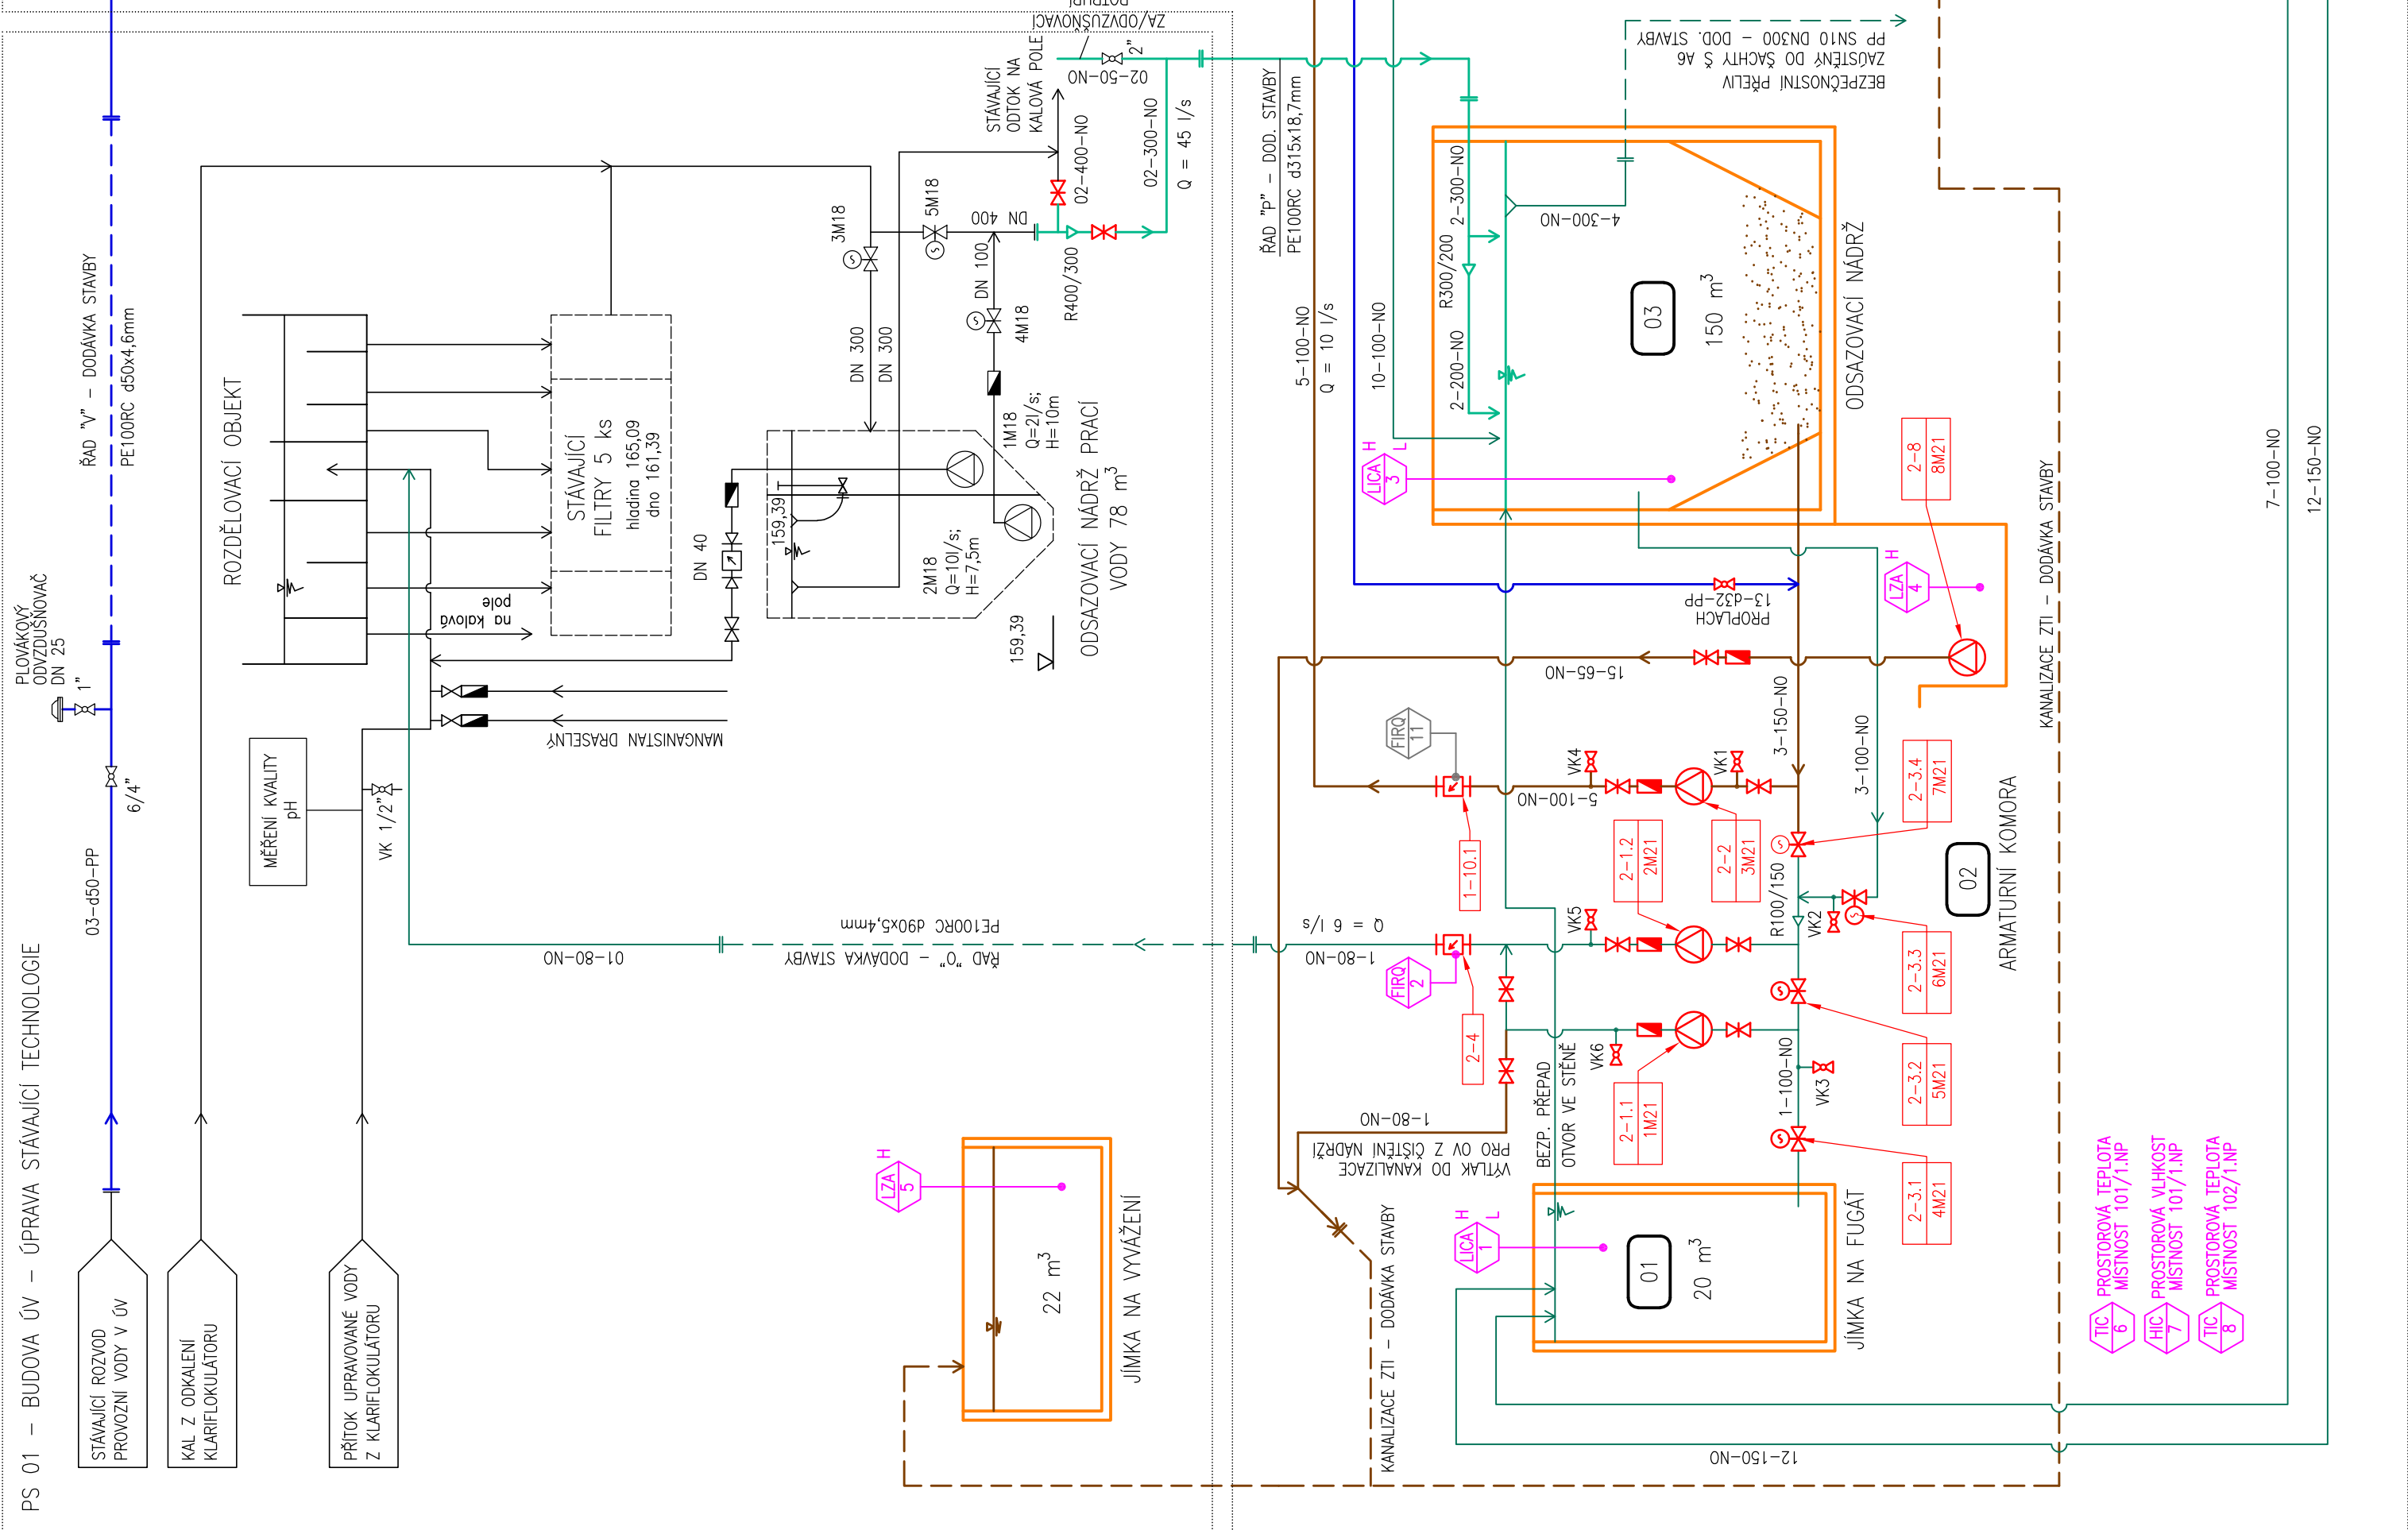 PS 01 – BUDOVA ÚV – ÚPRAVA STÁVAJÍCÍ TECHNOLOGIE
STÁVAJÍCÍ ROZVOD
PROVOZNÍ VODY V ÚV
KAL Z ODKALENÍ
KLARIFLOKULÁTORU
PŘÍTOK UPRAVOVANÉ VODY
Z KLARIFLOKULÁTORU
03-d50-PP
6/4"
1"
PLOVÁKOVÝ
ODVZDUŠŇOVAČ
DN 25
ŘAD "V" – DODÁVKA STAVBY
PE100RC d50x4,6mm
MĚŘENÍ KVALITY
pH
VK 1/2"
ROZDĚLOVACÍ OBJEKT
na kalová
pole
MANGANISTAN DRASELNÝ
STÁVAJÍCÍ
FILTRY 5 ks
hladina 165,09
dno 161,39
DN 40
159,39
2M18
Q=10l/s;
H=7,5m
1M18
Q=2l/s;
H=10m
159,39
ODSAZOVACÍ NÁDRŽ PRACÍ
VODY 78 m³
DN 300
DN 300
3M18
5M18
4M18
DN 100
DN 400
R400/300
STÁVAJÍCÍ
ODTOK NA
KALOVÁ POLE
02-400-NO
02-50-NO
2"
ZA/ODVZUŠŇOVACÍ
POTRUBÍ
02-300-NO
Q = 45 l/s
01-80-NO
ŘAD "O" – DODÁVKA STAVBY
PE100RC d90x5,4mm
LZA
5
H
22 m³
JÍMKA NA VYVÁŽENÍ
ŘAD "P" – DOD. STAVBY
PE100RC d315x18,7mm
5-100-NO
Q = 10 l/s
10-100-NO
R300/200
2-300-NO
2-200-NO
4-300-NO
BEZPEČNOSTNÍ PŘELIV
ZAÚSTĚNÝ DO ŠACHTY Š A6
PP SN10 DN300 – DOD. STAVBY
LICA
3
H
L
03
150 m³
ODSAZOVACÍ NÁDRŽ
2-8
8M21
LZA
4
H
PROPLACH
13-d32-PP
15-65-NO
3-150-NO
3-100-NO
FIRQ
11
VK4
VK1
5-100-NO
1-10.1
2-1.2
2M21
2-2
3M21
2-3.4
7M21
R100/150
VK2
02
ARMATURNÍ KOMORA
Q = 6 l/s
1-80-NO
FIRQ
2
VK5
2-4
2-3.3
6M21
VK6
2-1.1
1M21
1-100-NO
VK3
2-3.2
5M21
2-3.1
4M21
1-80-NO
VÝTLAK DO KANALIZACE
PRO OV Z ČIŠTĚNÍ NÁDRŽÍ
BEZP. PŘEPAD
OTVOR VE STĚNĚ
LICA
1
H
L
01
20 m³
JÍMKA NA FUGÁT
KANALIZACE ZTI – DODÁVKA STAVBY
KANALIZACE ZTI – DODÁVKA STAVBY
12-150-NO
7-100-NO
12-150-NO
TIC
6
PROSTOROVÁ TEPLOTA
MÍSTNOST 101/1.NP
HIC
7
PROSTOROVÁ VLHKOST
MÍSTNOST 101/1.NP
TIC
8
PROSTOROVÁ TEPLOTA
MÍSTNOST 102/1.NP